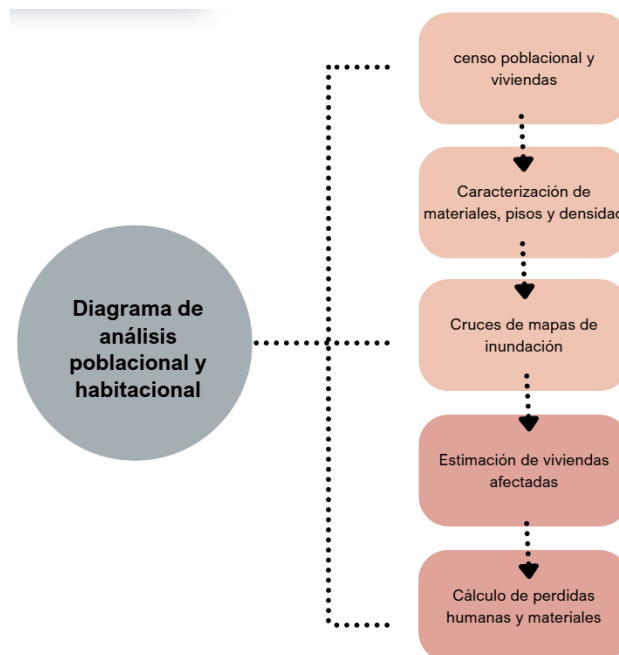 Diagrama de
análisis
poblacional y
habitacional
censo poblacional y
viviendas
Caracterización de
materiales, pisos y densidad
Cruces de mapas de
inundación
Estimación de viviendas
afectadas
Cálculo de perdidas
humanas y materiales